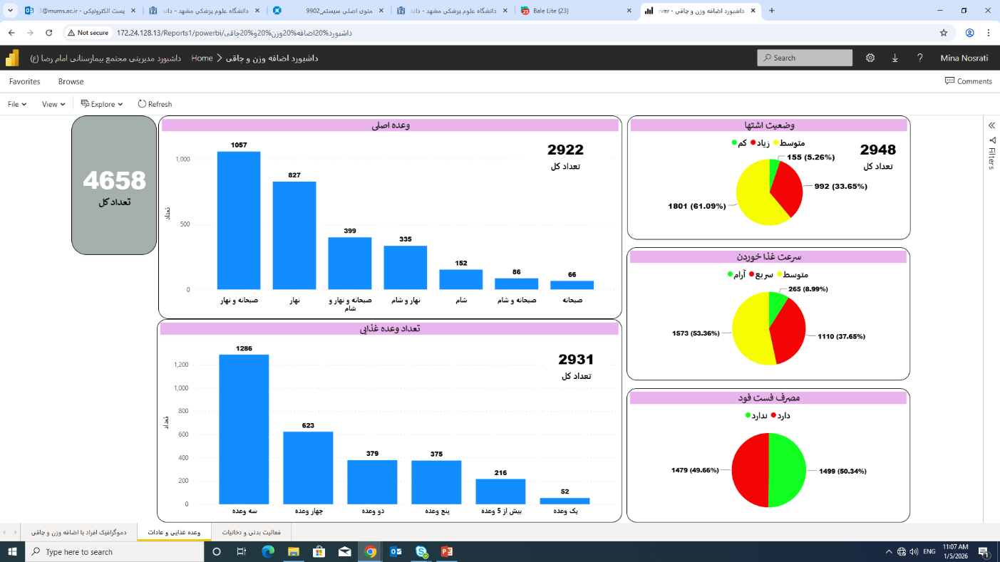 پست الکترونیکی - 3@mums.ac.ir
دانشگاه علوم پزشکی مشهد - دانش
منوی اصلی سیستم_9902
دانشگاه علوم پزشکی مشهد - دانش
Bale Lite (23)
داشبورد اضافه وزن و چاقی - ver
Not secure
172.24.128.13/Reports1/powerbi/داشبورد%20اضافه%20وزن%20و%20چاقی
داشبورد مدیریتی مجتمع بیمارستانی امام رضا (ع)
Home > داشبورد اضافه وزن و چاقی
Search
Mina Nosrati
Favorites
Browse
Comments
File
View
Explore
Refresh
Filters
4658
تعداد کل
وعده اصلی
2922
تعداد کل
تعداد
1,000
500
0
1057
827
399
335
152
86
66
صبحانه و نهار
نهار
صبحانه و نهار و
شام
نهار و شام
شام
صبحانه و شام
صبحانه
تعداد وعده غذایی
2931
تعداد کل
تعداد
1,200
1,000
800
600
400
200
0
1286
623
379
375
216
52
سه وعده
چهار وعده
دو وعده
پنج وعده
بیش از 5 وعده
یک وعده
وضعیت اشتها
کم زیاد متوسط
2948
تعداد کل
155 (5.26%)
992 (33.65%)
1801 (61.09%)
سرعت غذا خوردن
آرام سریع متوسط
265 (8.99%)
1110 (37.65%)
1573 (53.36%)
مصرف فست فود
ندارد دارد
1479 (49.66%)
1499 (50.34%)
دموگرافیک افراد با اضافه وزن و چاقی
وعده غذایی و عادات
فعالیت بدنی و دخانیات
Type here to search
ENG
11:07 AM
1/5/2026
1